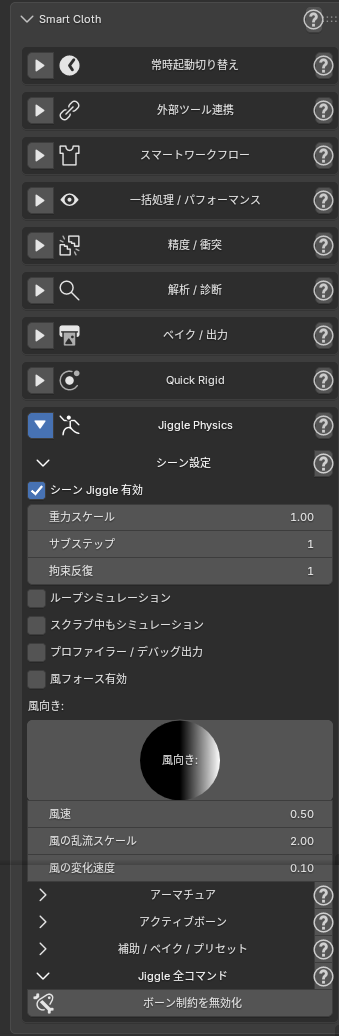 Smart Cloth
常時起動切り替え
外部ツール連携
スマートワークフロー
一括処理 / パフォーマンス
精度 / 衝突
解析 / 診断
ベイク / 出力
Quick Rigid
Jiggle Physics
シーン設定
シーン Jiggle 有効
重力スケール 1.00
サブステップ 1
拘束反復 1
ループシミュレーション
スクラブ中もシミュレーション
プロファイラー / デバッグ出力
風フォース有効
風向き:
風向き:
風速 0.50
風の乱流スケール 2.00
風の変化速度 0.10
アーマチュア
アクティブボーン
補助 / ベイク / プリセット
Jiggle 全コマンド
ボーン制約を無効化